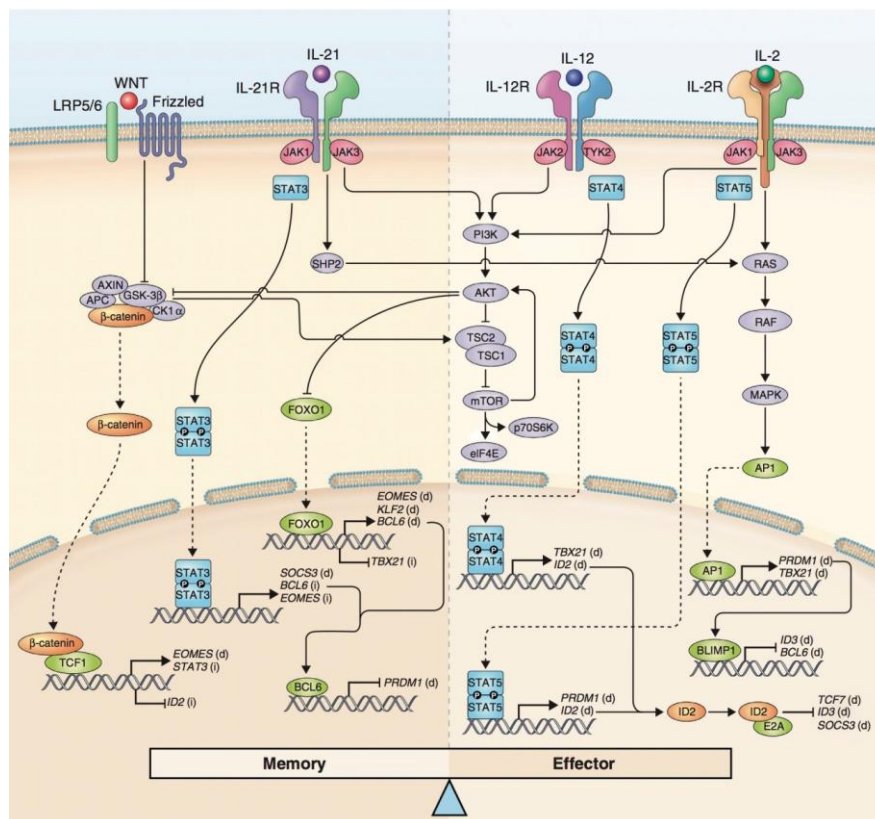 IL-21
IL-12
IL-2
WNT
LRP5/6
Frizzled
IL-21R
IL-12R
IL-2R
JAK1
JAK3
JAK2
TYK2
JAK1
JAK3
STAT3
STAT4
STAT5
PI3K
SHP2
RAS
AXIN
APC
GSK-3β
CK1α
β-catenin
AKT
TSC2
TSC1
STAT4
P P
STAT4
STAT5
P P
STAT5
RAF
mTOR
MAPK
p70S6K
eIF4E
FOXO1
β-catenin
STAT3
P P
STAT3
AP1
FOXO1
EOMES (d)
KLF2 (d)
BCL6 (d)
TBX21 (i)
STAT4
P P
STAT4
TBX21 (d)
ID2 (d)
AP1
PRDM1 (d)
TBX21 (d)
STAT3
P P
STAT3
SOCS3 (d)
BCL6 (i)
EOMES (i)
β-catenin
TCF1
EOMES (d)
STAT3 (i)
ID2 (i)
BCL6
PRDM1 (d)
BLIMP1
ID3 (d)
BCL6 (d)
STAT5
P P
STAT5
PRDM1 (d)
ID2 (d)
ID2
ID2
E2A
TCF7 (d)
ID3 (d)
SOCS3 (d)
Memory
Effector